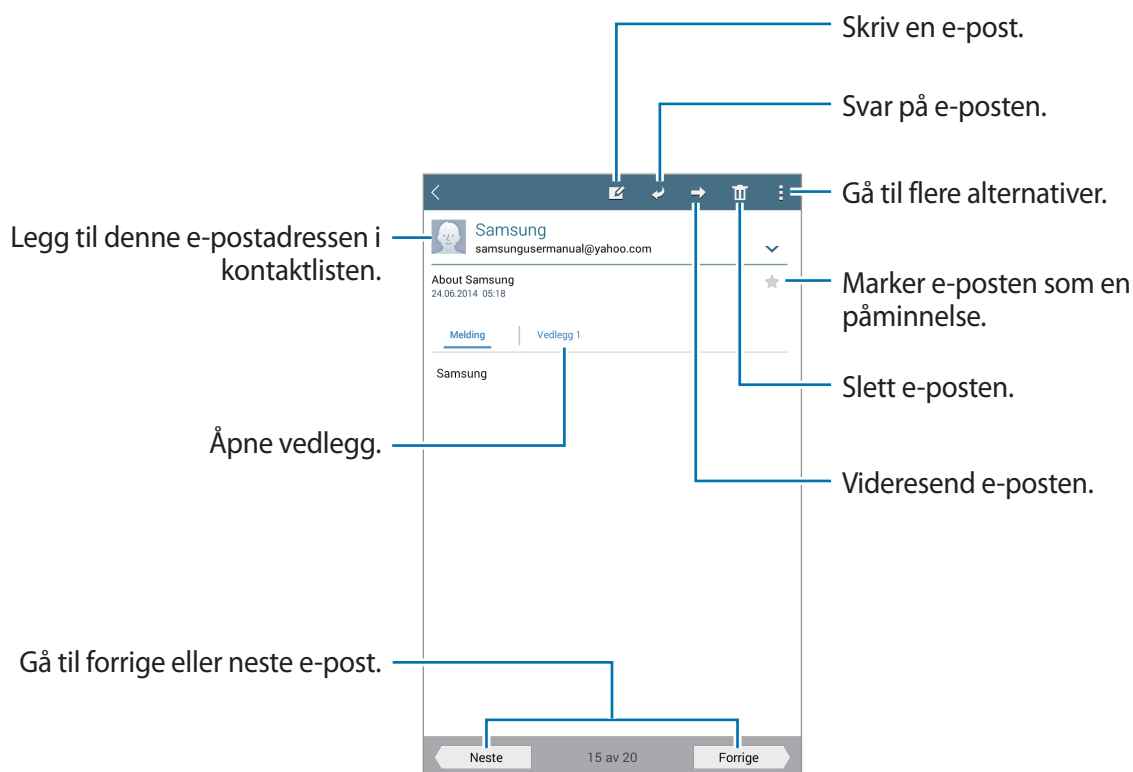 Skriv en e-post.
Svar på e-posten.
Gå til flere alternativer.
Legg til denne e-postadressen i
kontaktlisten.
Samsung
samsungusermanual@yahoo.com
About Samsung
24.06.2014 05:18
Marker e-posten som en
påminnelse.
Melding
Vedlegg 1
Samsung
Slett e-posten.
Åpne vedlegg.
Videresend e-posten.
Gå til forrige eller neste e-post.
Neste
15 av 20
Forrige